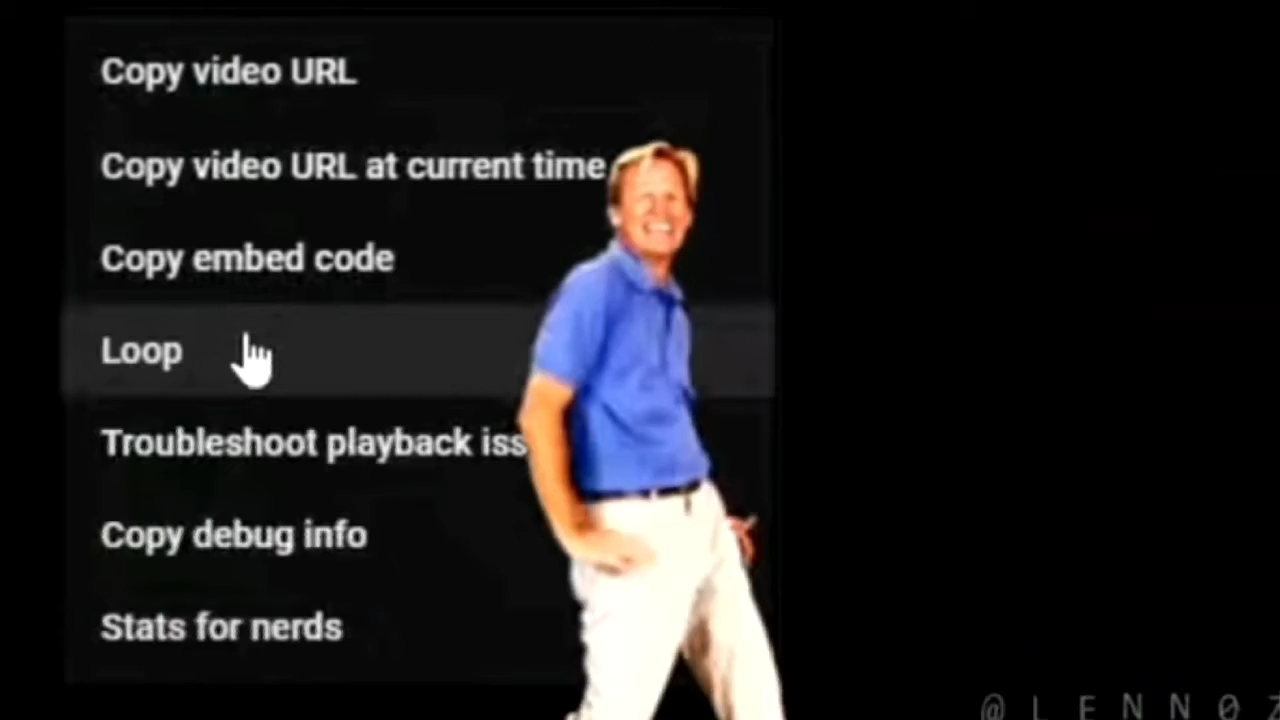 Copy video URL
Copy video URL at current time
Copy embed code
Loop
Troubleshoot playback iss
Copy debug info
Stats for nerds
@LENNØZ